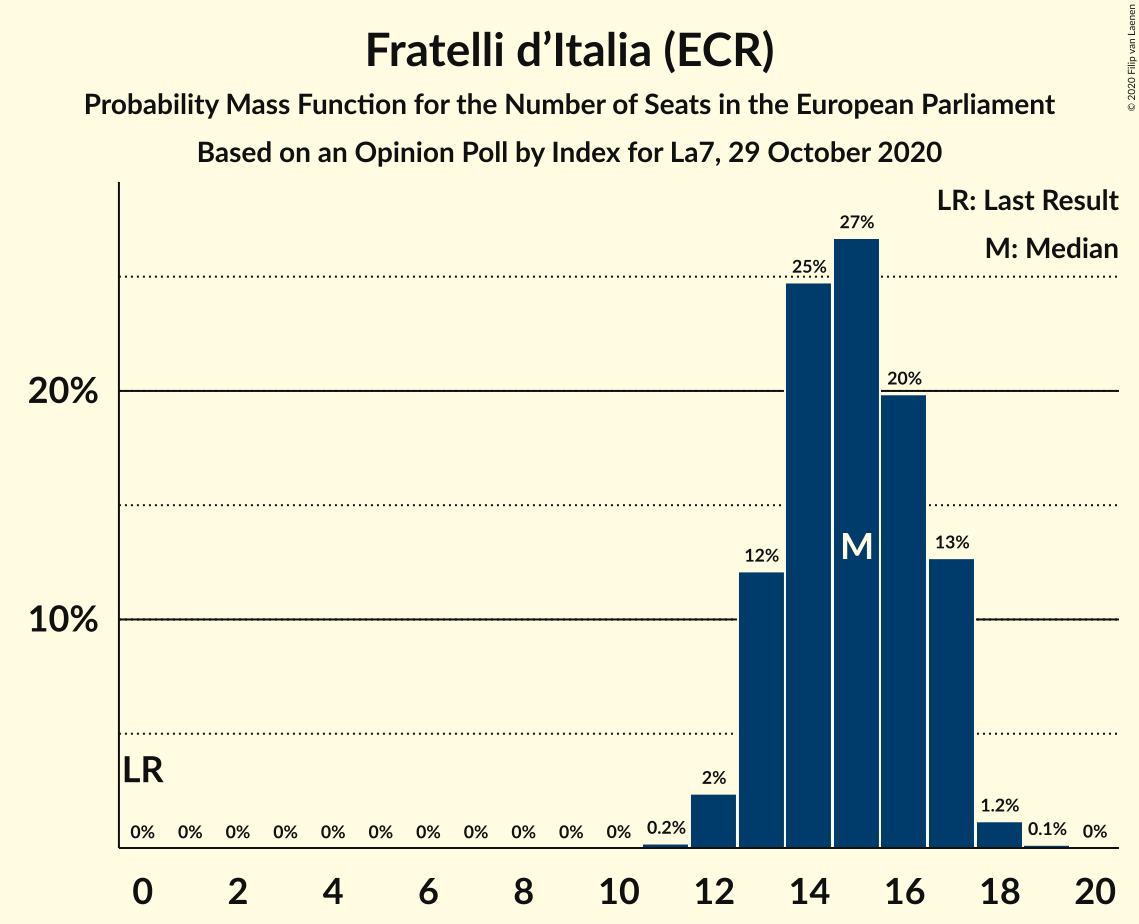 Fratelli d’Italia (ECR)
Probability Mass Function for the Number of Seats in the European Parliament
Based on an Opinion Poll by Index for La7, 29 October 2020
© 2020 Filip van Laenen
LR: Last Result
M: Median
27%
25%
20%
20%
13%
12%
M
10%
LR
2%
1.2%
0% 0% 0% 0% 0% 0% 0% 0% 0% 0% 0% 0.2% 0.1% 0%
0 2 4 6 8 10 12 14 16 18 20